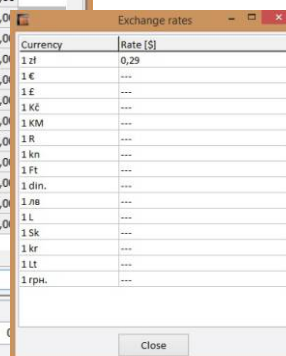 Exchange rates
Currency Rate [$]
1 zł 0,29
1 € ---
1 £ ---
1 Kč ---
1 KM ---
1 R ---
1 kn ---
1 Ft ---
1 din. ---
1 лв ---
1 L ---
1 Sk ---
1 kr ---
1 Lt ---
1 грн. ---
Close